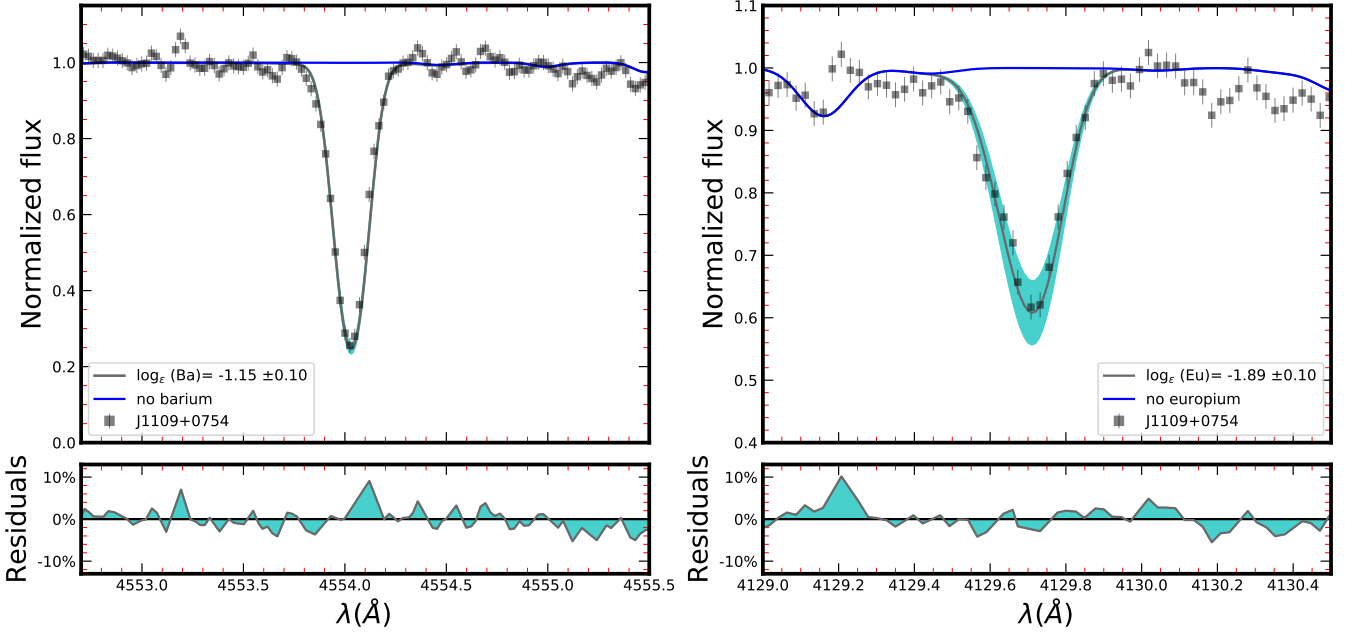 Normalized flux
1.0
0.8
0.6
0.4
0.2
0.0
log_ε (Ba)= -1.15 ±0.10
no barium
J1109+0754
Residuals
10%
0%
-10%
4553.0 4553.5 4554.0 4554.5 4555.0 4555.5
λ(Å)
Normalized flux
1.1
1.0
0.9
0.8
0.7
0.6
0.5
0.4
log_ε (Eu)= -1.89 ±0.10
no europium
J1109+0754
Residuals
10%
0%
-10%
4129.0 4129.2 4129.4 4129.6 4129.8 4130.0 4130.2 4130.4
λ(Å)